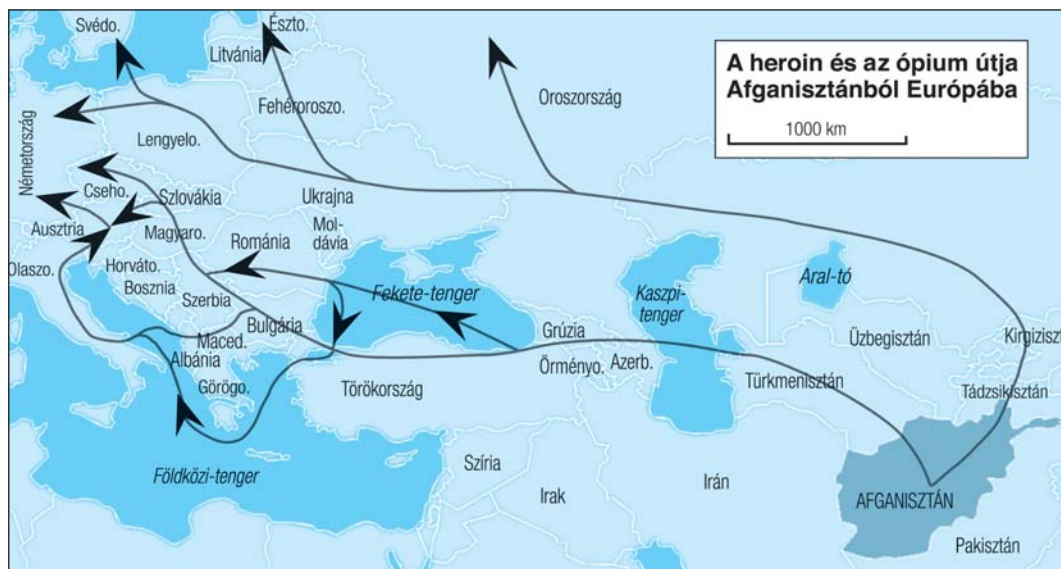 Svédo.
Észto.
Litvánia
A heroin és az ópium útja
Afganisztánból Európába
1000 km
Fehéroroszo.
Oroszország
Németország
Lengyelo.
Cseho.
Szlovákia
Ukrajna
Ausztria
Magyaro.
Mol-
dávia
Románia
Olaszo.
Horváto.
Bosznia
Szerbia
Fekete-tenger
Kaszpi-
tenger
Aral-tó
Bulgária
Maced.
Albánia
Görögo.
Törökország
Grúzia
Örményo.
Azerb.
Üzbegisztán
Kirgiziszt
Türkmenisztán
Tádzsikisztán
Földközi-tenger
Szíria
Irak
Irán
AFGANISZTÁN
Pakisztán